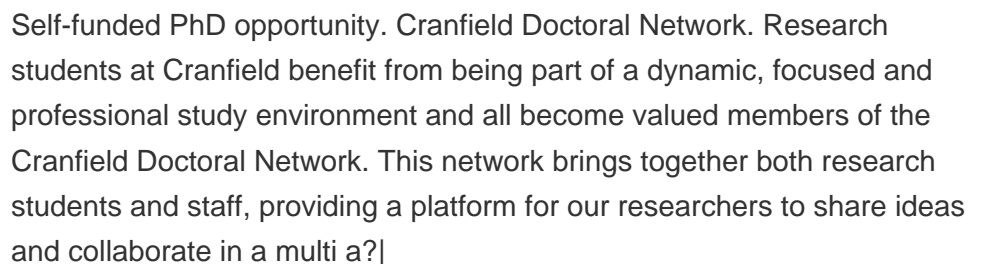 Self-funded PhD opportunity. Cranfield Doctoral Network. Research
students at Cranfield benefit from being part of a dynamic, focused and
professional study environment and all become valued members of the
Cranfield Doctoral Network. This network brings together both research
students and staff, providing a platform for our researchers to share ideas
and collaborate in a multi a?|